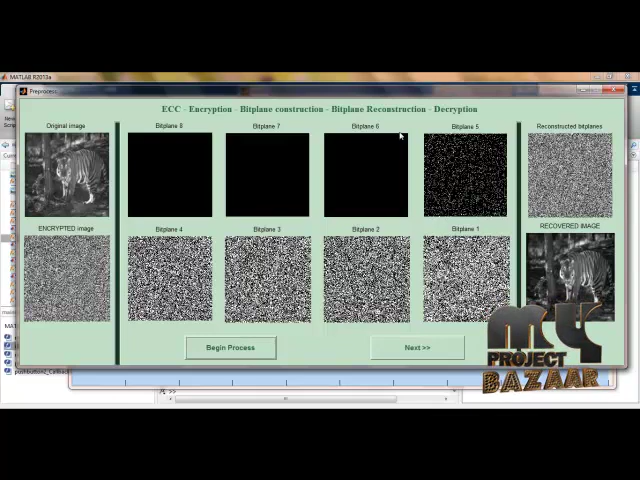 MATLAB R2013a
Preprocess
ECC - Encryption - Bitplane construction - Bitplane Reconstruction - Decryption
Original image
Bitplane 8
Bitplane 7
Bitplane 6
Bitplane 5
Reconstructed bitplanes
ENCRYPTED image
Bitplane 4
Bitplane 3
Bitplane 2
Bitplane 1
RECOVERED IMAGE
Begin Process
Next >>
MY
PROJECT
BAZAAR
pushbutton2_Callback
>>